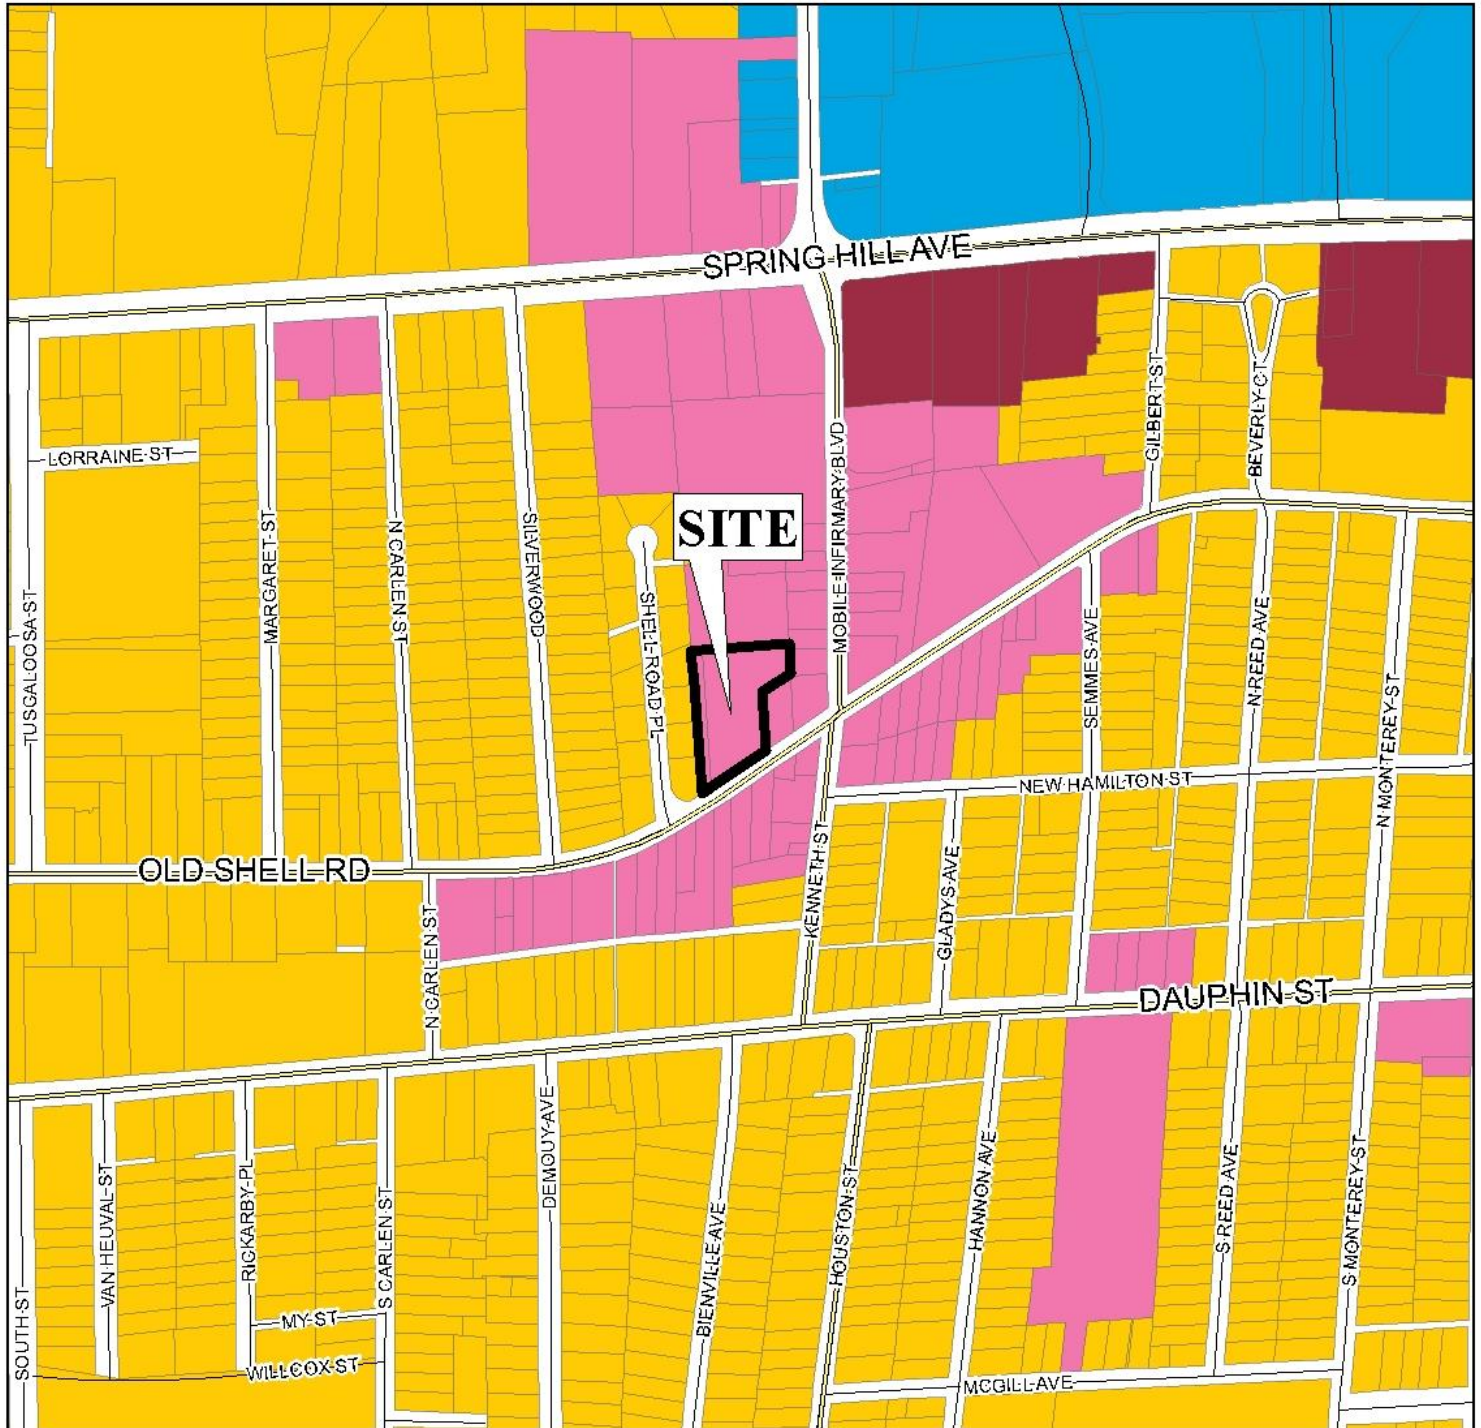 SPRING HILL AVE
LORRAINE ST
TUSCALOOSA ST
MARGARET ST
N CARLEN ST
SILVERWOOD
SITE
SHELL ROAD PL
MOBILE INFIRMARY BLVD
GILBERT ST
BEVERLY CT
SEMMES AVE
N REED AVE
N MONTEREY ST
NEW HAMILTON ST
OLD SHELL RD
N CARLEN ST
KENNETH ST
GLADYS AVE
DAUPHIN ST
SOUTH ST
VAN HEUVAL ST
RICKARBY PL
S CARLEN ST
DEMOUY AVE
BIENVILLE AVE
HOUSTON ST
HANNON AVE
S REED AVE
S MONTEREY ST
MY ST
WILLCOX ST
MCGILL AVE